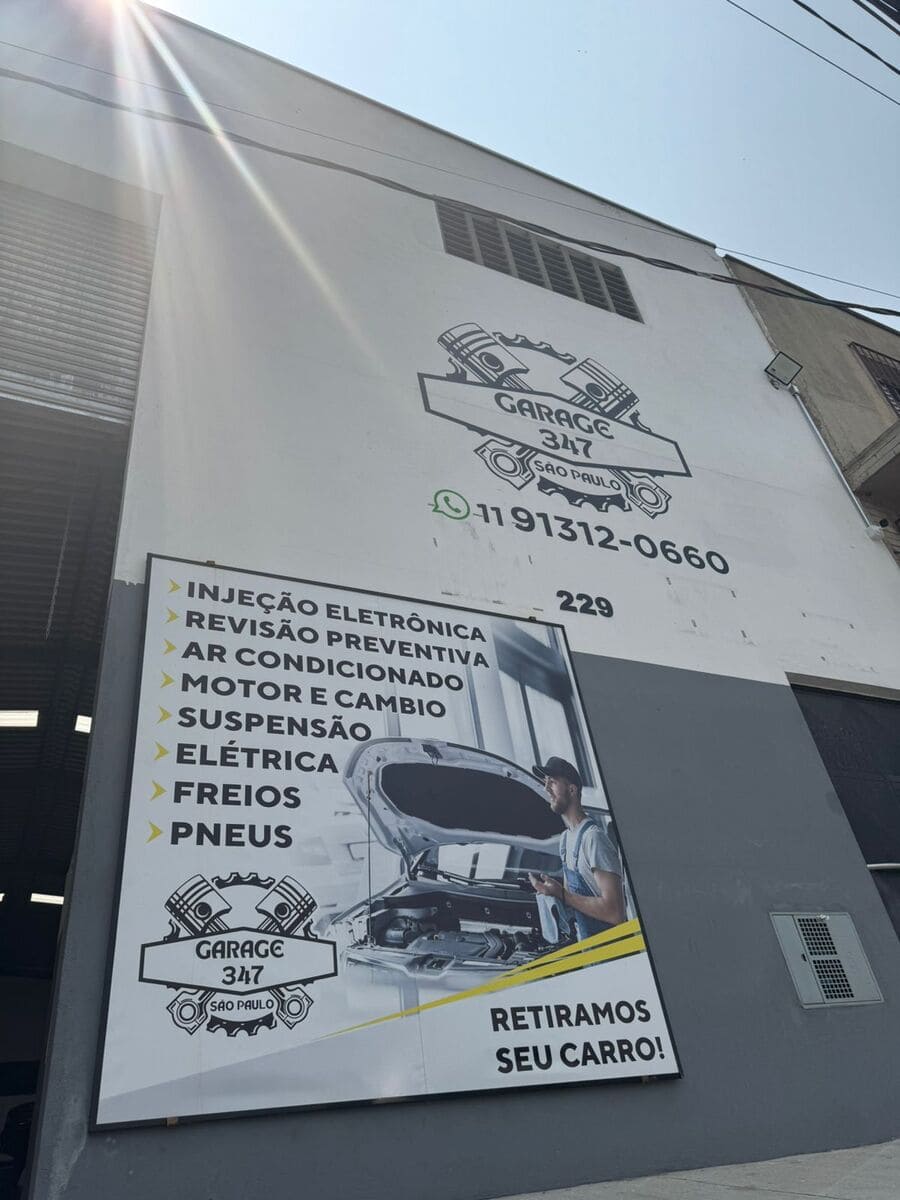 GARAGE
347
SÃO PAULO
11 91312-0660
229
INJEÇÃO ELETRÔNICA
REVISÃO PREVENTIVA
AR CONDICIONADO
MOTOR E CAMBIO
SUSPENSÃO
ELÉTRICA
FREIOS
PNEUS
GARAGE
347
SÃO PAULO
RETIRAMOS
SEU CARRO!